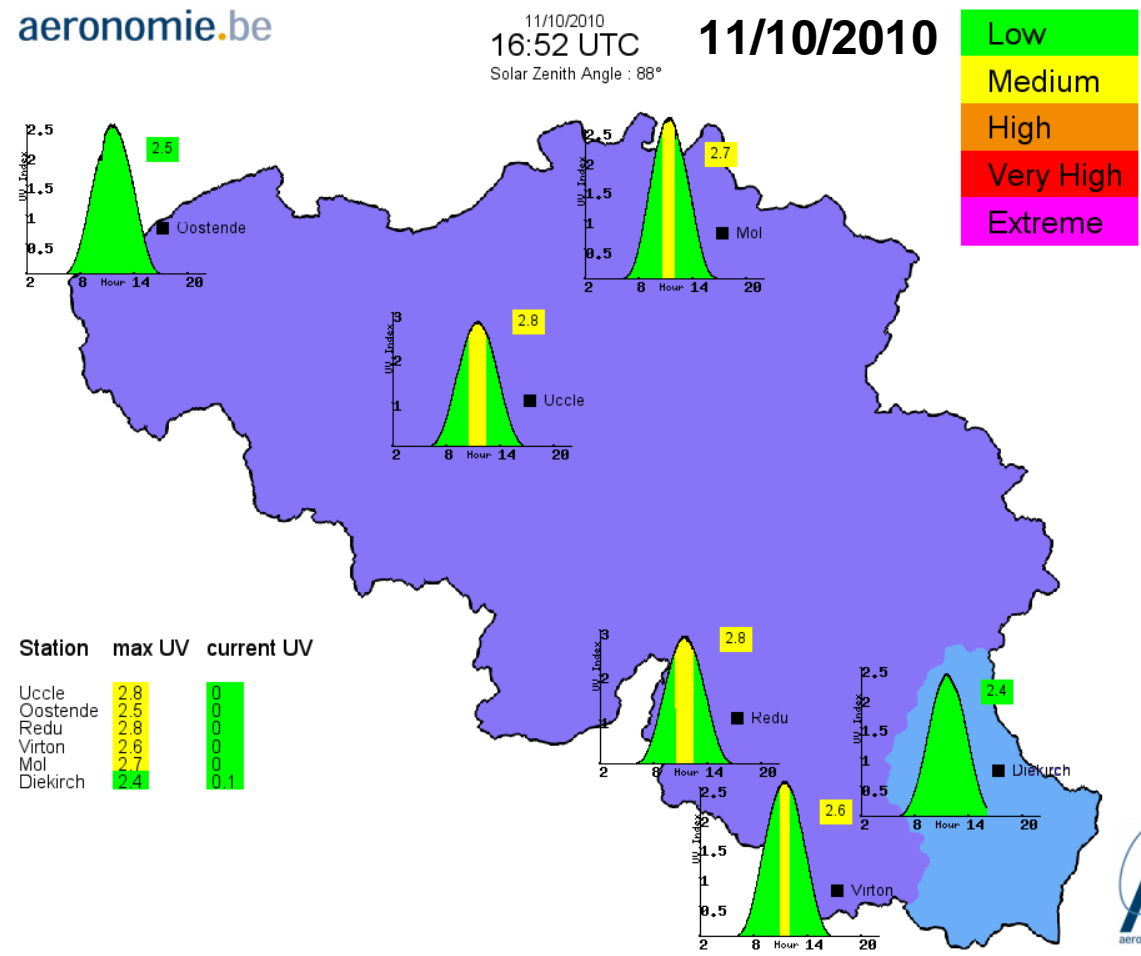 aeronomie.be
11/10/2010
16:52 UTC
Solar Zenith Angle : 88°
11/10/2010
Low
Medium
High
Very High
Extreme
2.5
2
1.5
1
0.5
UV Index
2.5
Oostende
2 8 Hour 14 20
2.5
2
1.5
1
0.5
UV Index
2.7
Mol
2 8 Hour 14 20
3
2
1
UV Index
2.8
Uccle
2 8 Hour 14 20
3
2
1
UV Index
2.8
Redu
2 8 Hour 14 20
2.5
2
1.5
1
0.5
UV Index
2.4
Diekirch
2 8 Hour 14 20
2.5
2
1.5
1
0.5
UV Index
2.6
Virton
2 8 Hour 14 20
Station max UV current UV
Uccle 2.8 0
Oostende 2.5 0
Redu 2.8 0
Virton 2.6 0
Mol 2.7 0
Diekirch 2.4 0.1